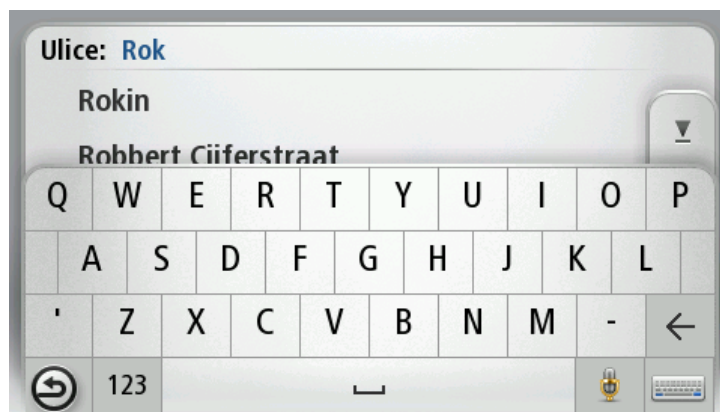 Ulice: Rok
Rokin
Robbert Cijferstraat
Q W E R T Y U I O P
A S D F G H J K L
' Z X C V B N M -
123